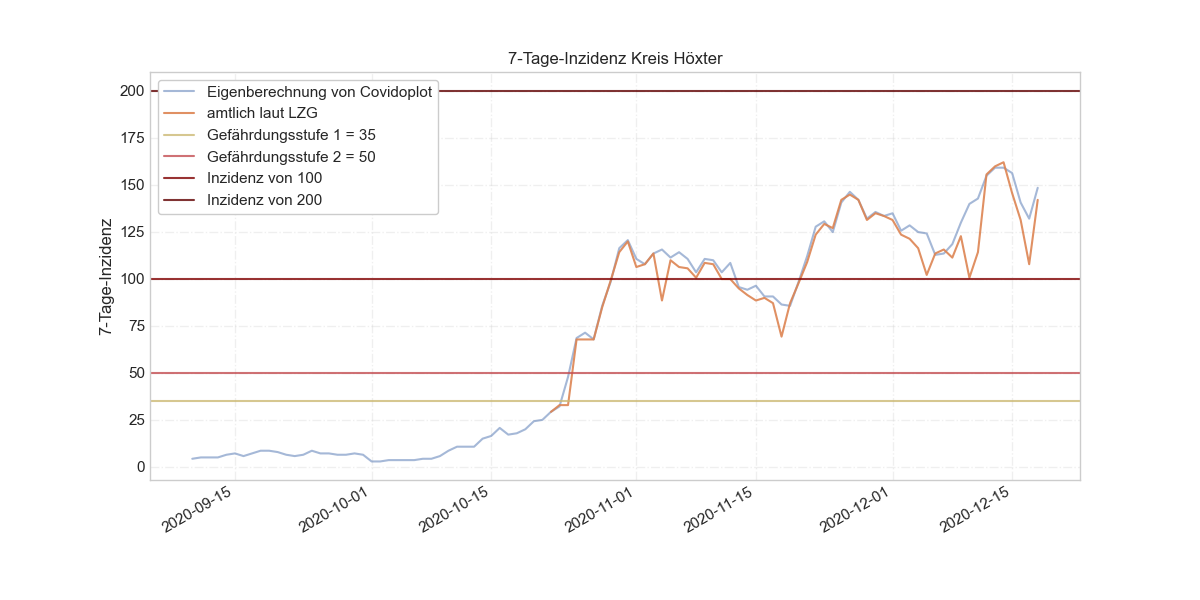 7-Tage-Inzidenz Kreis Höxter
Eigenberechnung von Covidoplot
amtlich laut LZG
Gefährdungsstufe 1 = 35
Gefährdungsstufe 2 = 50
Inzidenz von 100
Inzidenz von 200
7-Tage-Inzidenz
200
175
150
125
100
75
50
25
0
2020-09-15
2020-10-01
2020-10-15
2020-11-01
2020-11-15
2020-12-01
2020-12-15